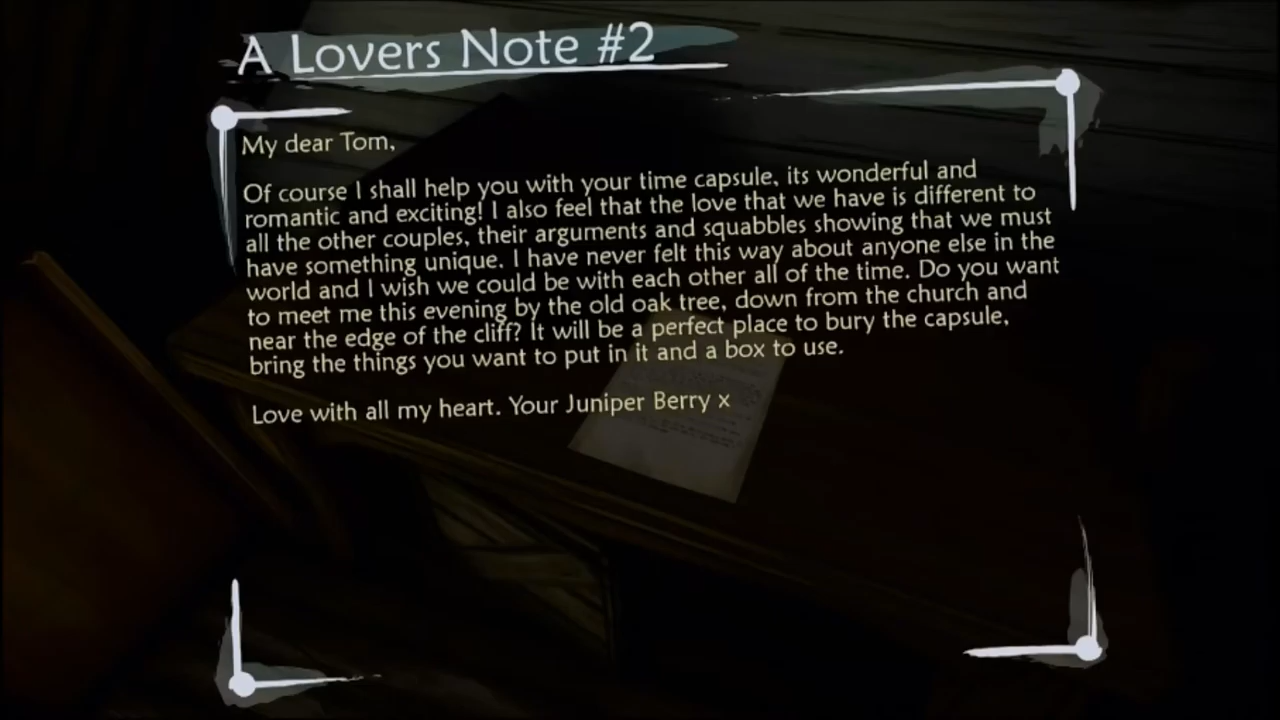 A Lovers Note #2
My dear Tom,
Of course I shall help you with your time capsule, its wonderful and
romantic and exciting! I also feel that the love that we have is different to
all the other couples, their arguments and squabbles showing that we must
have something unique. I have never felt this way about anyone else in the
world and I wish we could be with each other all of the time. Do you want
to meet me this evening by the old oak tree, down from the church and
near the edge of the cliff? It will be a perfect place to bury the capsule,
bring the things you want to put in it and a box to use.
Love with all my heart. Your Juniper Berry x